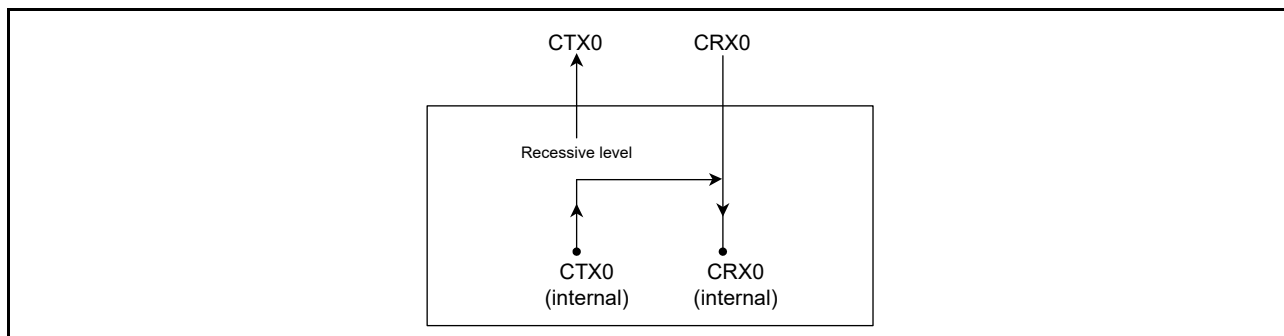 CTX0 CRX0
Recessive level
CTX0 CRX0
(internal) (internal)